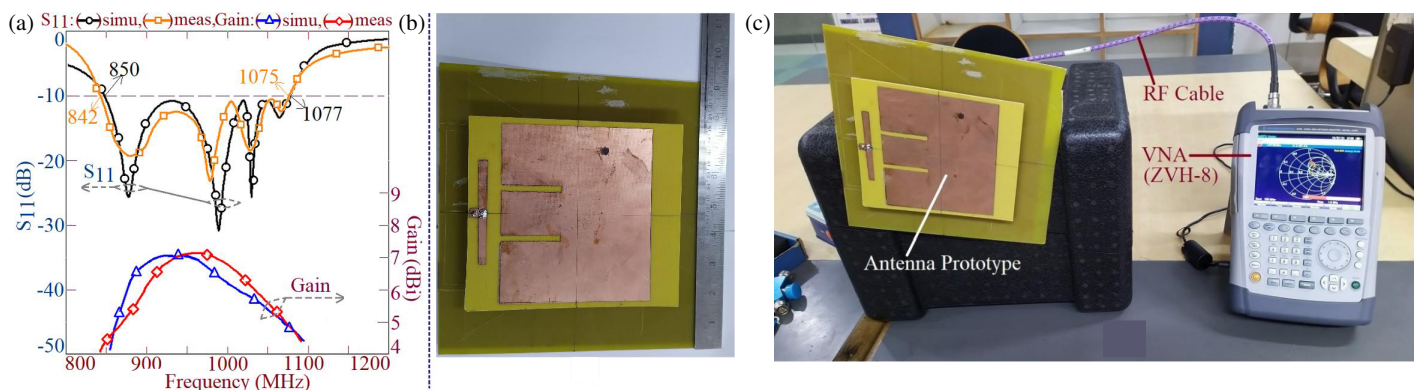 (a)
S11: simu, meas, Gain: simu, meas
0
-10
-20
-30
-40
-50
S11(dB)
850
842
1075
1077
S11
Gain
9
8
7
6
5
4
Gain(dBi)
800
900
1000
1100
1200
Frequency (MHz)
(b)
(c)
RF Cable
VNA
(ZVH-8)
Antenna Prototype